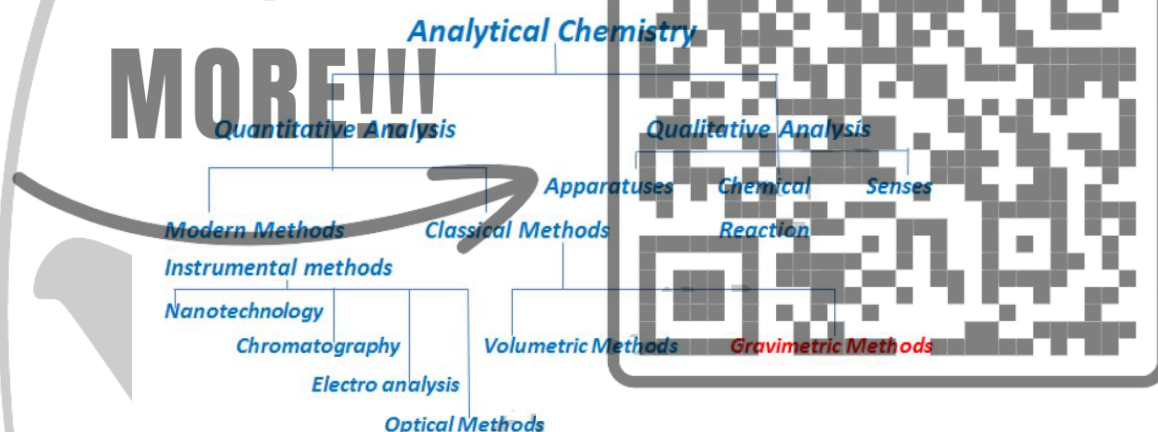 Analytical Chemistry
MORE!!!
Quantitative Analysis
Qualitative Analysis
Apparatuses
Chemical
Reaction
Senses
Modern Methods
Instrumental methods
Classical Methods
Nanotechnology
Chromatography
Electro analysis
Optical Methods
Volumetric Methods
Gravimetric Methods